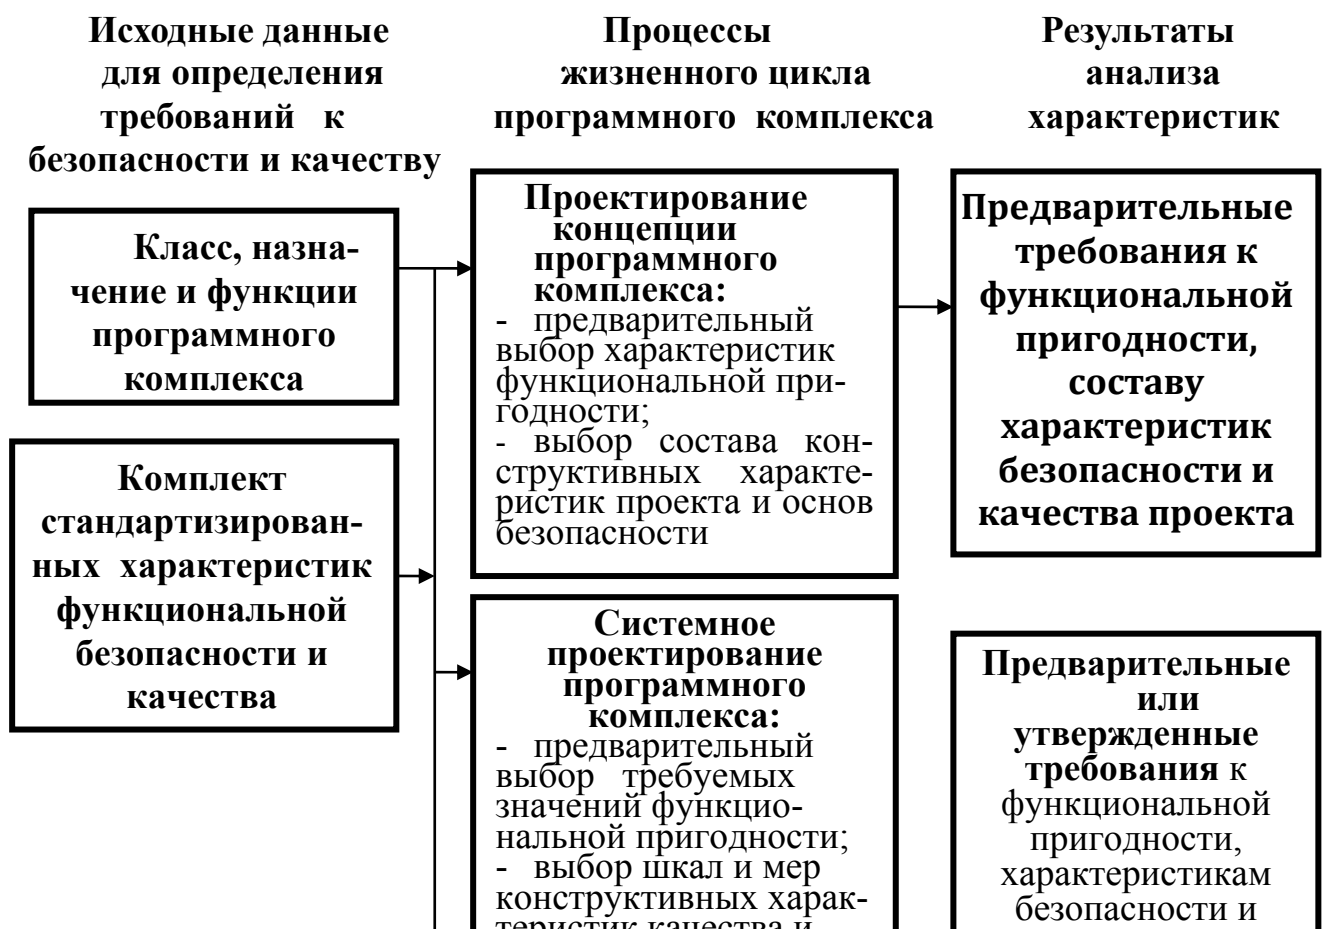 Исходные данные
для определения
требований к
безопасности и качеству
Процессы
жизненного цикла
программного комплекса
Результаты
анализа
характеристик
Класс, назна-
чение и функции
программного
комплекса
Комплект
стандартизирован-
ных характеристик
функциональной
безопасности и
качества
Проектирование
концепции
программного
комплекса:
- предварительный
выбор характеристик
функциональной при-
годности;
- выбор состава кон-
структивных характе-
ристик проекта и основ
безопасности
Системное
проектирование
программного
комплекса:
- предварительный
выбор требуемых
значений функцио-
нальной пригодности;
- выбор шкал и мер
конструктивных харак-
теристик качества и
Предварительные
требования к
функциональной
пригодности,
составу
характеристик
безопасности и
качества проекта
Предварительные
или
утвержденные
требования к
функциональной
пригодности,
характеристикам
безопасности и